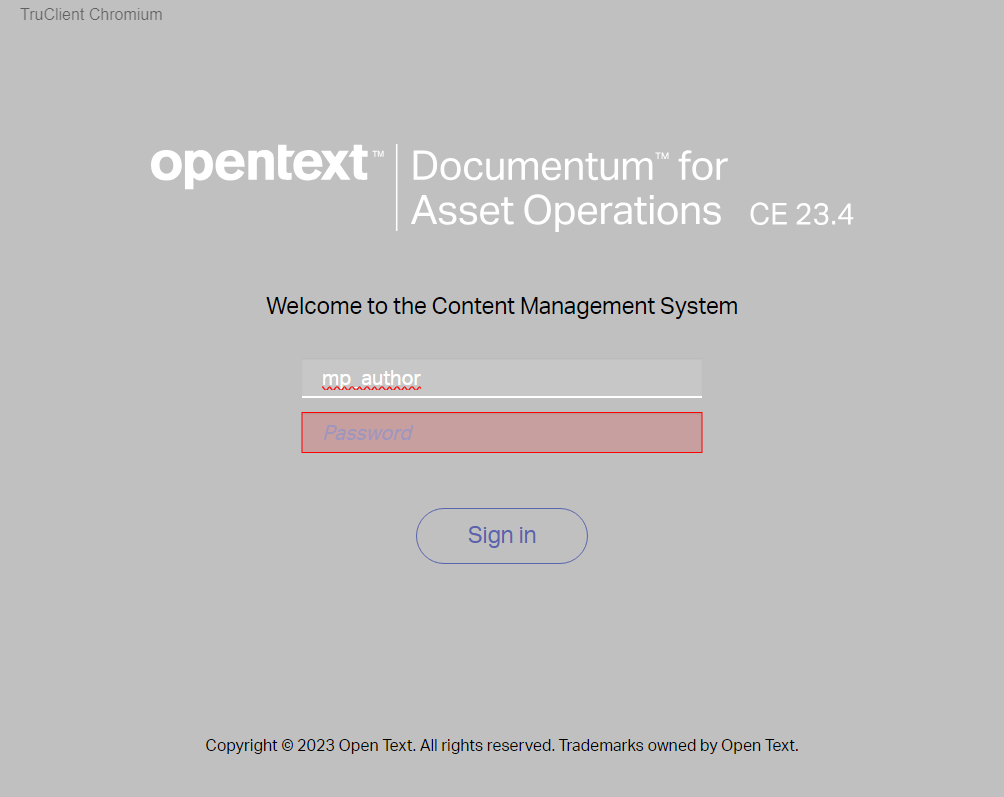 TruClient Chromium
opentext™ Documentum™ for
Asset Operations CE 23.4
Welcome to the Content Management System
mp_author
Password
Sign in
Copyright © 2023 Open Text. All rights reserved. Trademarks owned by Open Text.